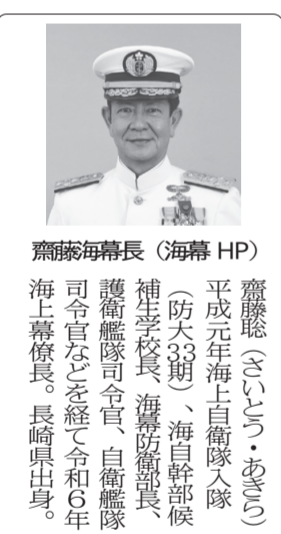 齋藤海幕長（海幕 HP）
齋藤聡（さいとう・あきら）
平成元年海上自衛隊入隊
（防大33期）、海自幹部候
補生学校長、海幕防衛部長、
護衛艦隊司令官、自衛艦隊
司令官などを経て令和6年
海上幕僚長。長崎県出身。